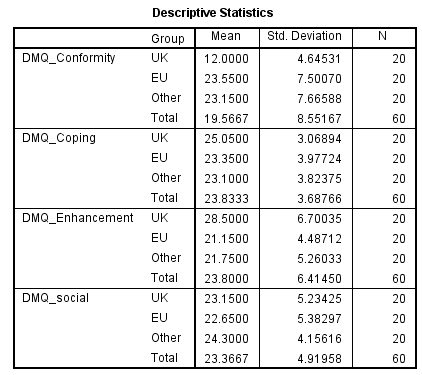 Descriptive Statistics
Group Mean Std. Deviation N
DMQ_Conformity UK 12.0000 4.64531 20
EU 23.5500 7.50070 20
Other 23.1500 7.66588 20
Total 19.5667 8.55167 60
DMQ_Coping UK 25.0500 3.06894 20
EU 23.3500 3.97724 20
Other 23.1000 3.82375 20
Total 23.8333 3.68766 60
DMQ_Enhancement UK 28.5000 6.70035 20
EU 21.1500 4.48712 20
Other 21.7500 5.26033 20
Total 23.8000 6.41450 60
DMQ_social UK 23.1500 5.23425 20
EU 22.6500 5.38297 20
Other 24.3000 4.15616 20
Total 23.3667 4.91958 60